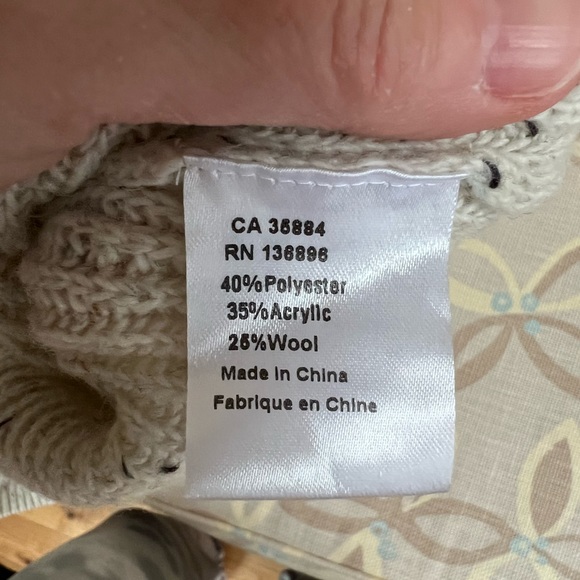 CA 35884
RN 136896
40%Polyester
35%Acrylic
25%Wool
Made in China
Fabrique en Chine